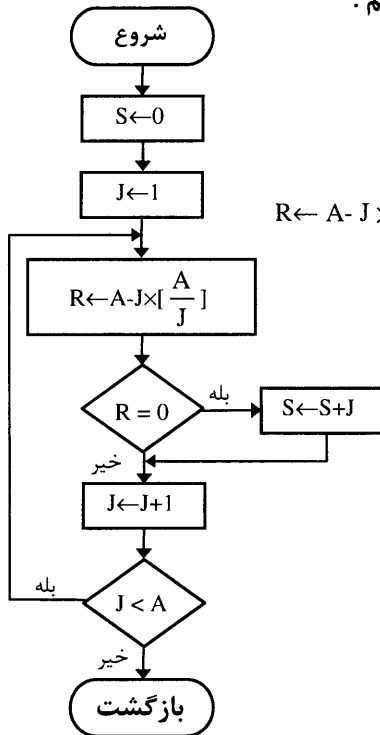 شروع
S←0
J←1
R← A- J
R←A-J×[A/J]
R = 0
بله
S←S+J
خیر
J←J+1
J < A
بله
خیر
بازگشت